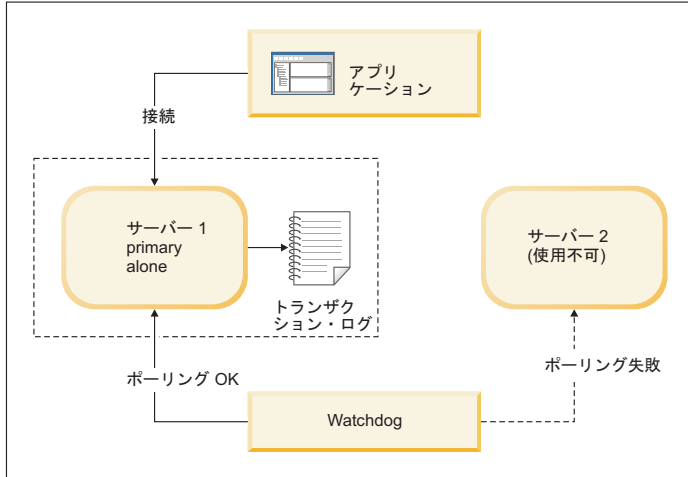 アプリ
ケーション
接続
サーバー 1
primary
alone
トランザク
ション・ログ
サーバー 2
(使用不可)
ポーリング OK
ポーリング失敗
Watchdog